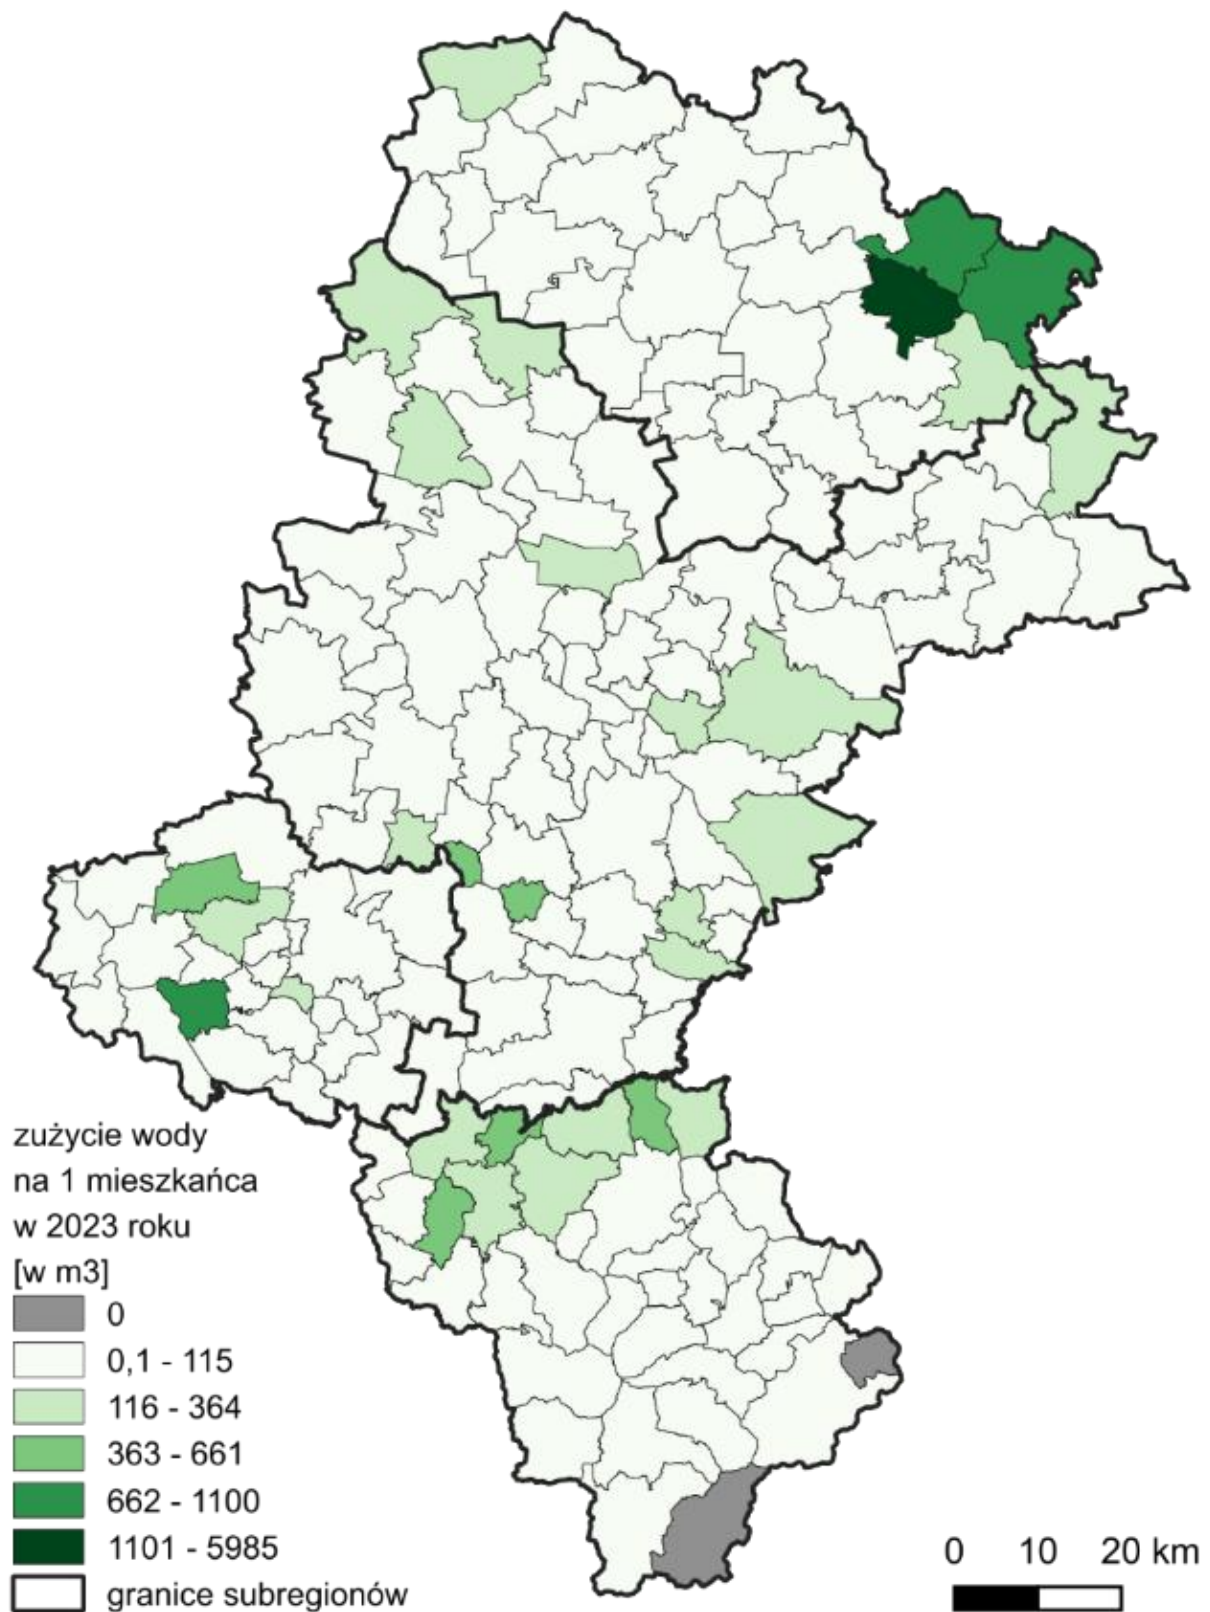 zużycie wody
na 1 mieszkańca
w 2023 roku
[w m3]
0
0,1 - 115
116 - 364
363 - 661
662 - 1100
1101 - 5985
granice subregionów
0 10 20 km